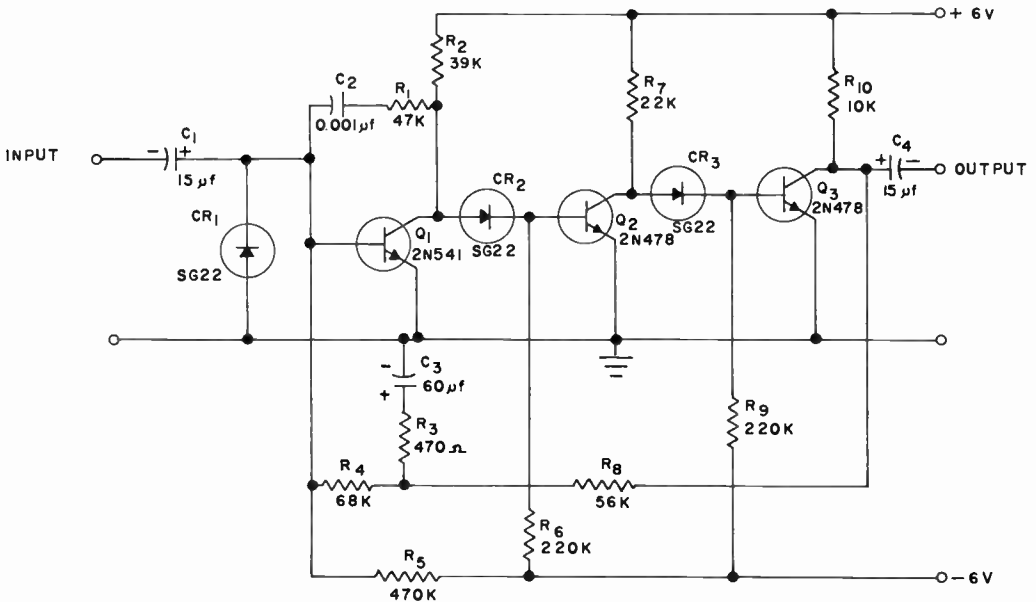 + 6V
R2
39K
C2
0.001µf
R1
47K
R7
22K
R10
10K
INPUT
- C1 +
15 µf
CR1
SG22
Q1
2N541
CR2
SG22
Q2
2N478
CR3
SG22
Q3
2N478
+ C4 -
15µf
OUTPUT
- C3
+ 60µf
R3
470Ω
R9
220K
R4
68K
R8
56K
R6
220K
R5
470K
-6V